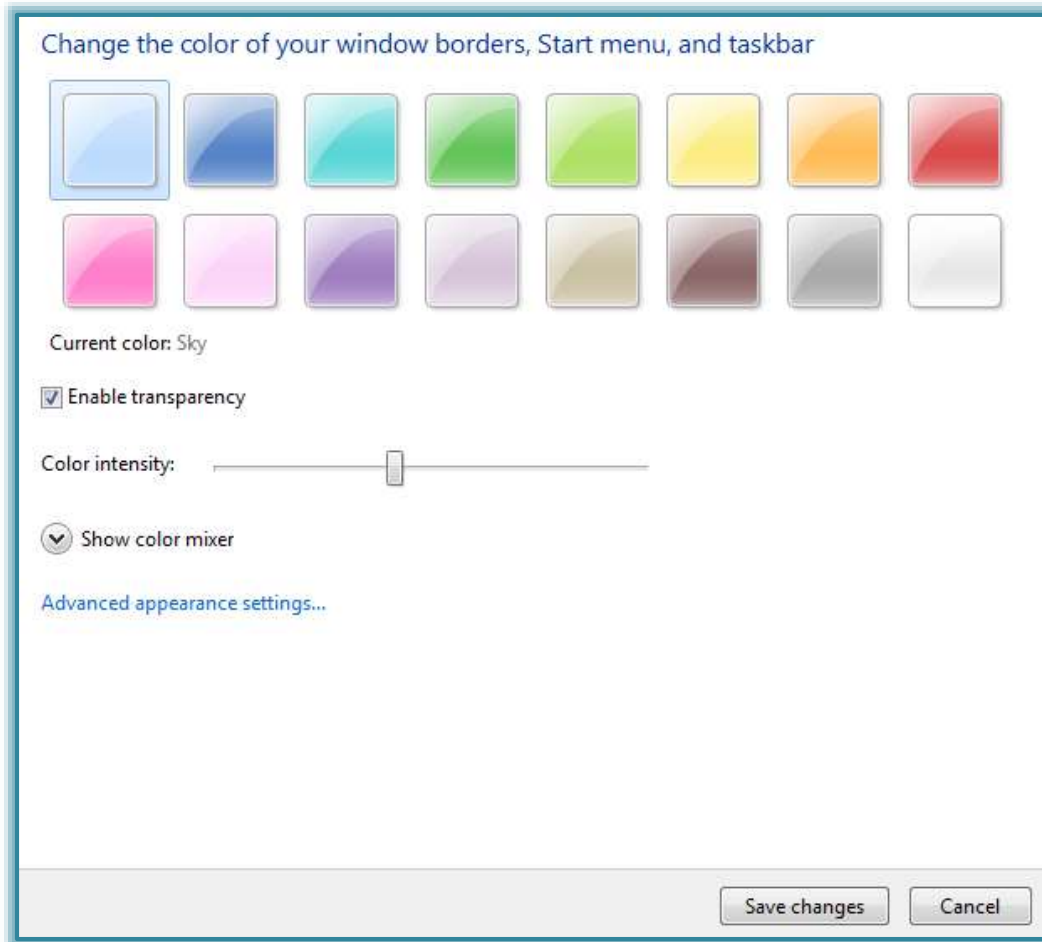 Change the color of your window borders, Start menu, and taskbar
Current color: Sky
Enable transparency
Color intensity:
Show color mixer
Advanced appearance settings...
Save changes
Cancel